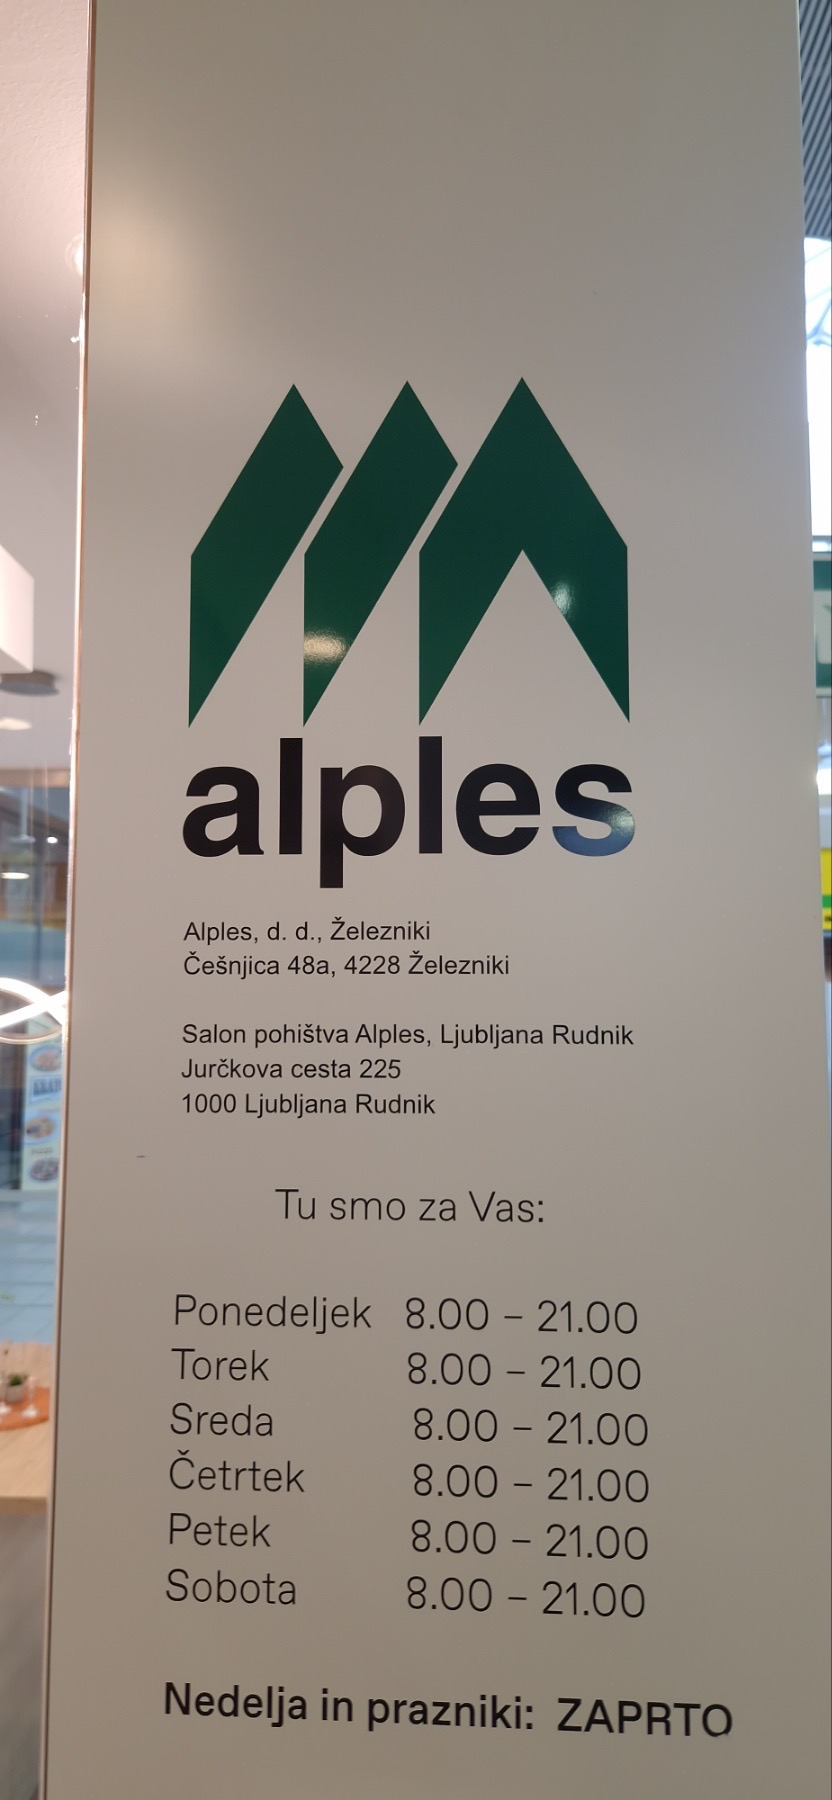 alples
Alples, d. d., Železniki
Češnjica 48a, 4228 Železniki
Salon pohištva Alples, Ljubljana Rudnik
Jurčkova cesta 225
1000 Ljubljana Rudnik
Tu smo za Vas:
Ponedeljek 8.00 – 21.00
Torek 8.00 – 21.00
Sreda 8.00 – 21.00
Četrtek 8.00 – 21.00
Petek 8.00 – 21.00
Sobota 8.00 – 21.00
Nedelja in prazniki: ZAPRTO